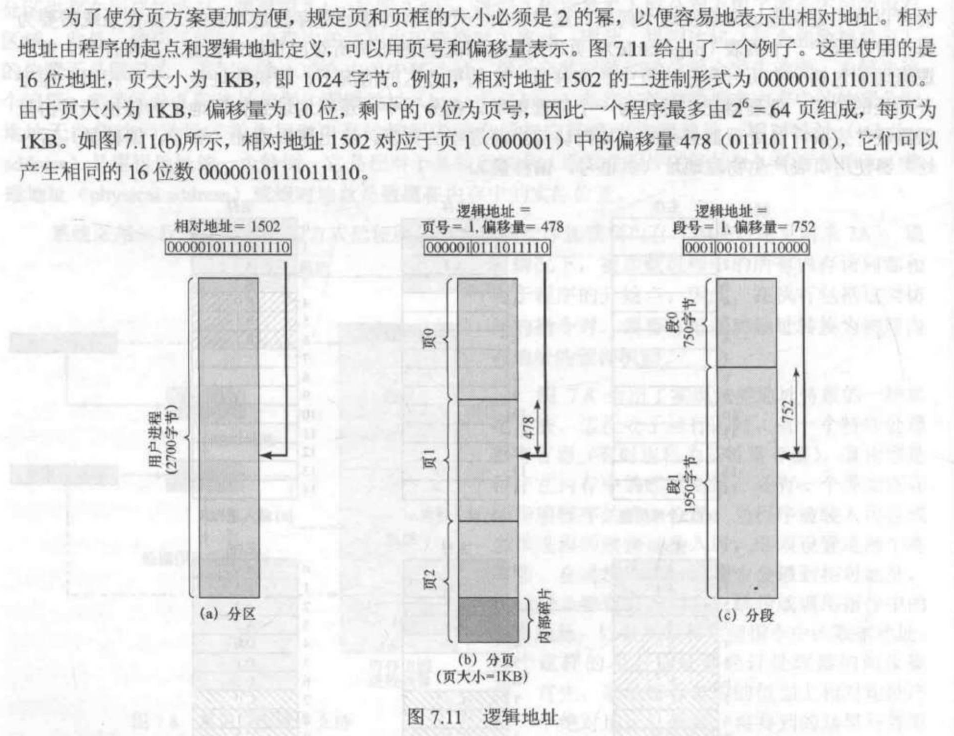 为了使分页方案更加方便，规定页和页框的大小必须是 2 的幂，以便容易地表示出相对地址。相对
地址由程序的起点和逻辑地址定义，可以用页号和偏移量表示。图 7.11 给出了一个例子。这里使用的是
16 位地址，页大小为 1KB，即 1024 字节。例如，相对地址 1502 的二进制形式为 0000010111011110。
由于页大小为 1KB，偏移量为 10 位，剩下的 6 位为页号，因此一个程序最多由 2⁶ = 64 页组成，每页为
1KB。如图 7.11(b)所示，相对地址 1502 对应于页 1（000001）中的偏移量 478（0111011110），它们可以
产生相同的 16 位数 0000010111011110。
相对地址 = 1502
0000010111011110
用户进程
(2700字节)
(a) 分区
逻辑地址 =
页号 = 1, 偏移量= 478
000001 0111011110
页0
页1
页2
478
内部碎片
(b) 分页
(页大小=1KB)
逻辑地址 =
段号= 1, 偏移量= 752
0001 001011110000
段0
750字节
段1
1950字节
752
(c) 分段
图 7.11 逻辑地址